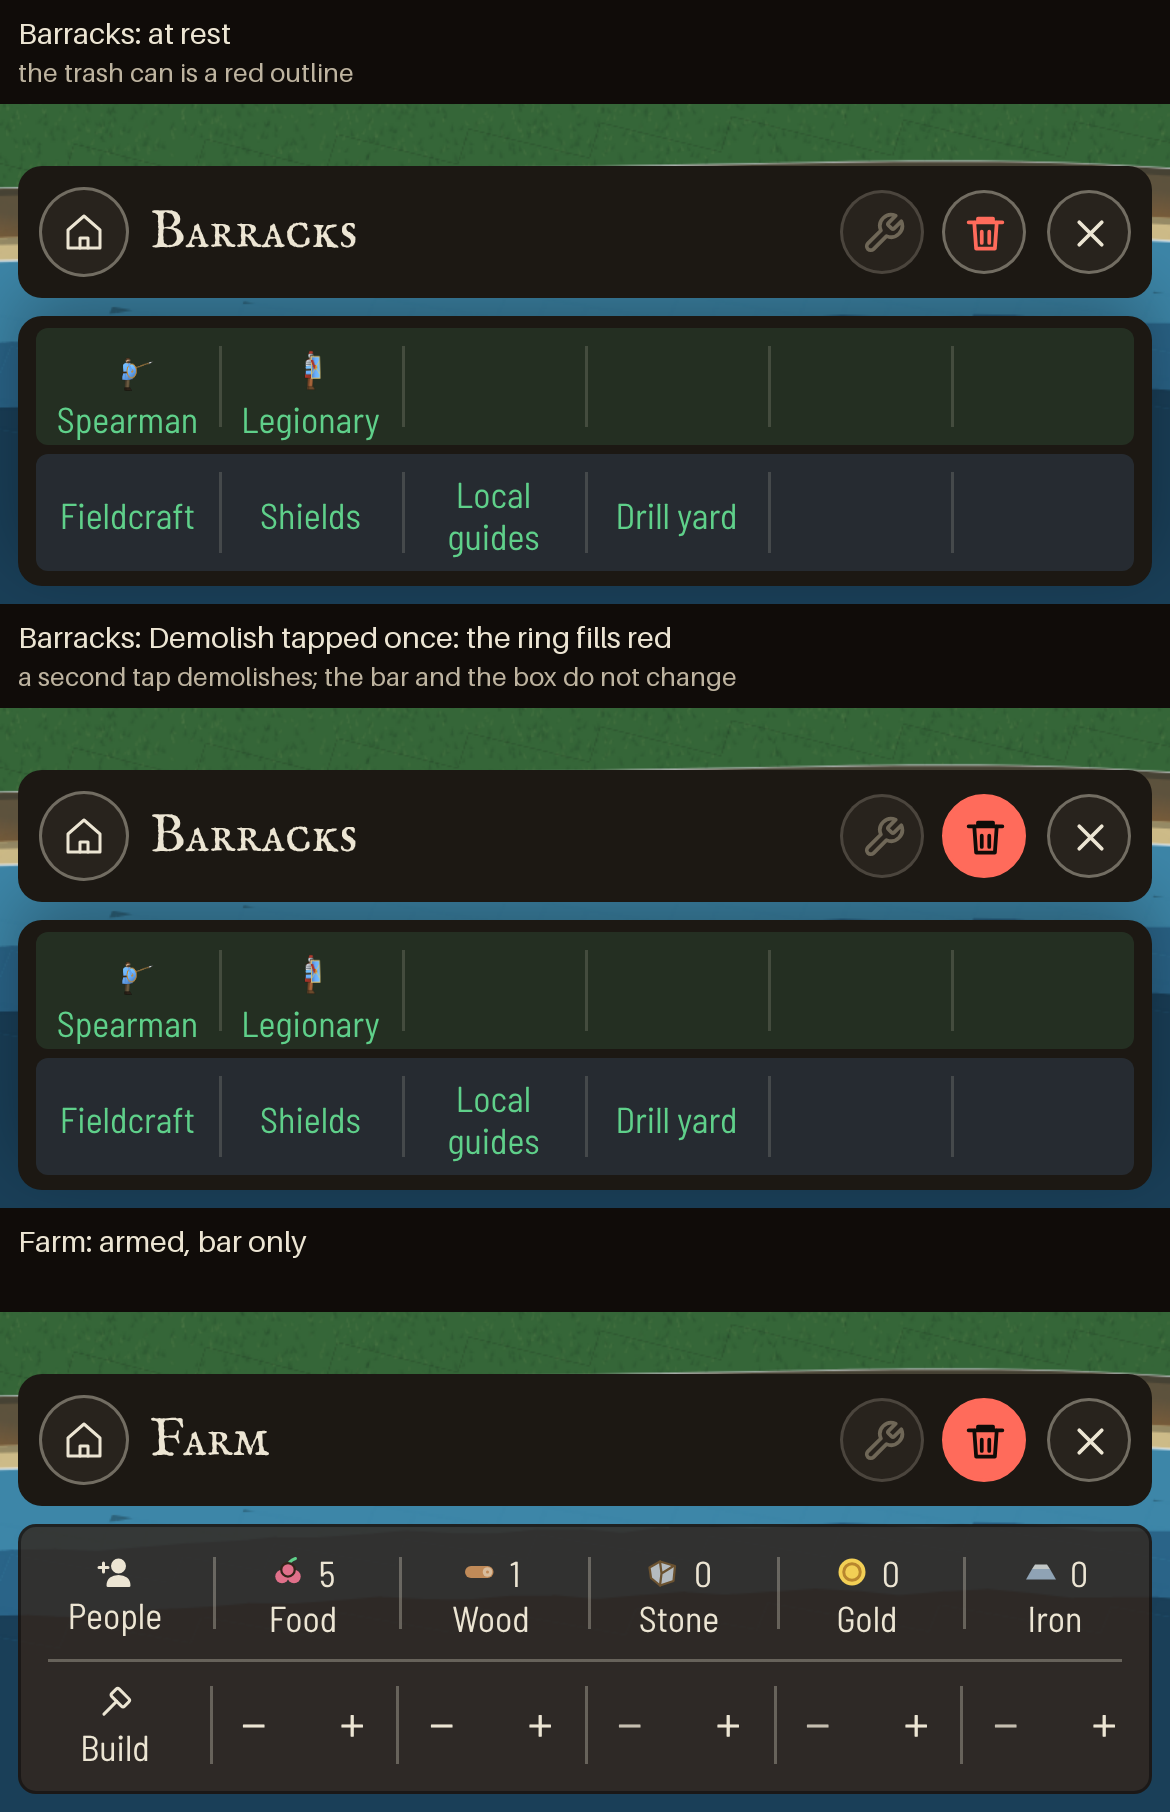 Barracks: at rest
the trash can is a red outline
Barracks
Spearman Legionary
Fieldcraft Shields Local guides Drill yard
Barracks: Demolish tapped once: the ring fills red
a second tap demolishes; the bar and the box do not change
Barracks
Spearman Legionary
Fieldcraft Shields Local guides Drill yard
Farm: armed, bar only
Farm
5 1 0 0 0
People Food Wood Stone Gold Iron
Build − + − + − + − + − +